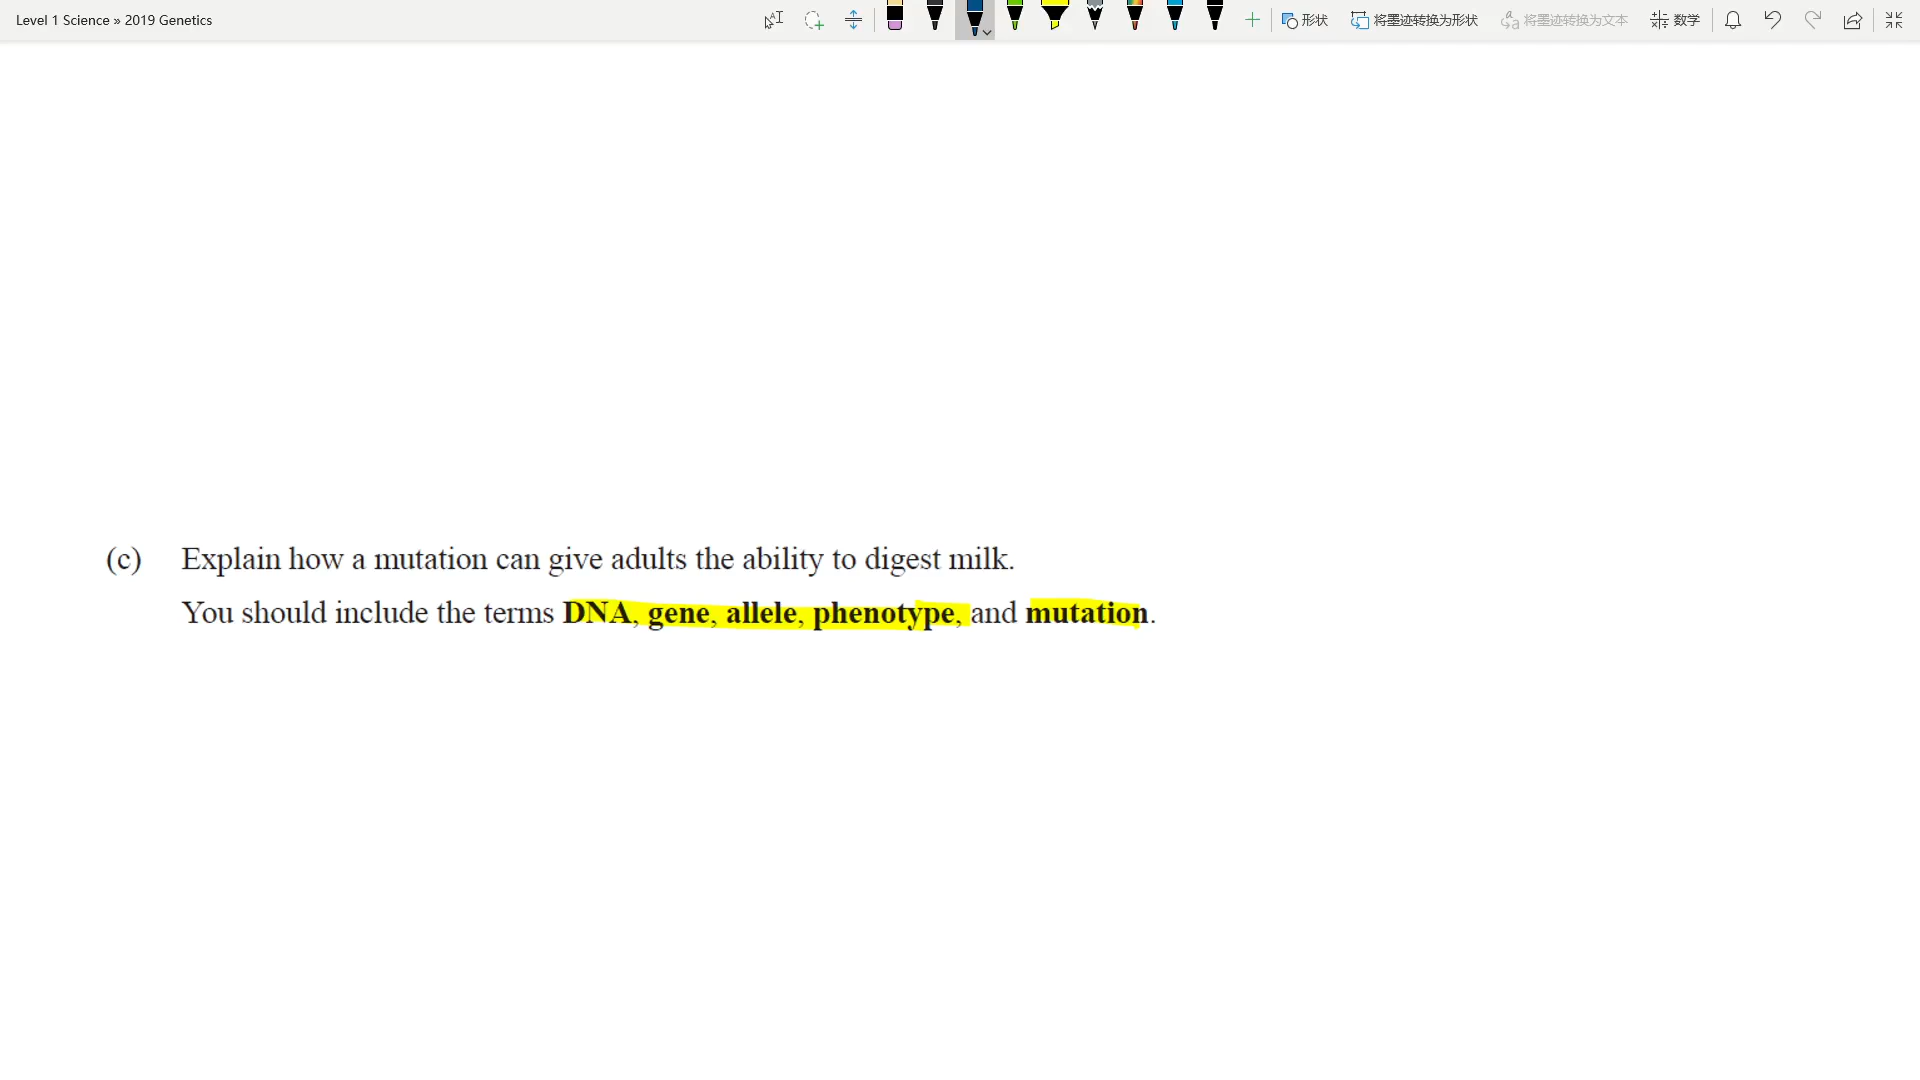 Level 1 Science » 2019 Genetics
形状 将墨迹转换为形状 将墨迹转换为文本 数学
(c) Explain how a mutation can give adults the ability to digest milk.
You should include the terms DNA, gene, allele, phenotype, and mutation.